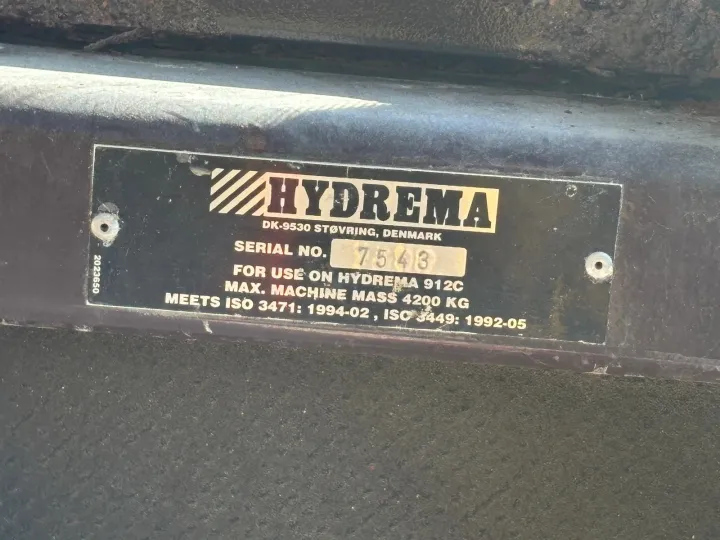 HYDREMA
DK-9530 STØVRING, DENMARK
SERIAL NO. 7543
FOR USE ON HYDREMA 912C
MAX. MACHINE MASS 4200 KG
MEETS ISO 3471: 1994-02 , ISO 3449: 1992-05
2023650